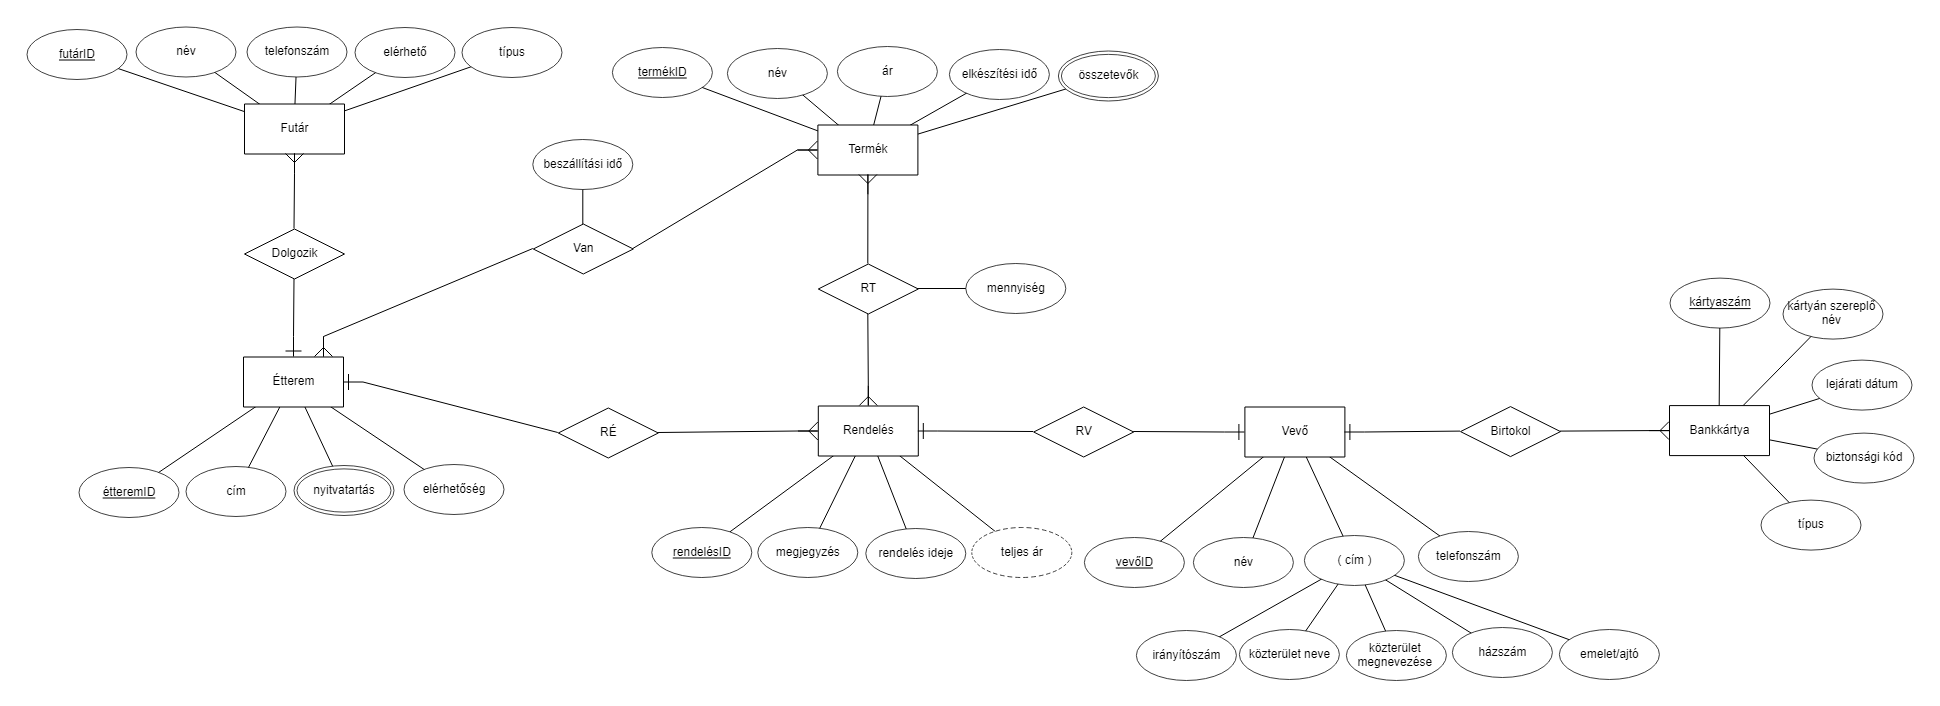 futárID
név
telefonszám
elérhető
típus
Futár
termékID
név
ár
elkészítési idő
összetevők
Termék
beszállítási idő
Van
Dolgozik
RT
mennyiség
kártyaszám
kártyán szereplő
név
lejárati dátum
Étterem
RÉ
Rendelés
RV
Vevő
Birtokol
Bankkártya
biztonsági kód
típus
étteremID
cím
nyitvatartás
elérhetőség
rendelésID
megjegyzés
rendelés ideje
teljes ár
vevőID
név
( cím )
telefonszám
irányítószám
közterület neve
közterület
megnevezése
házszám
emelet/ajtó